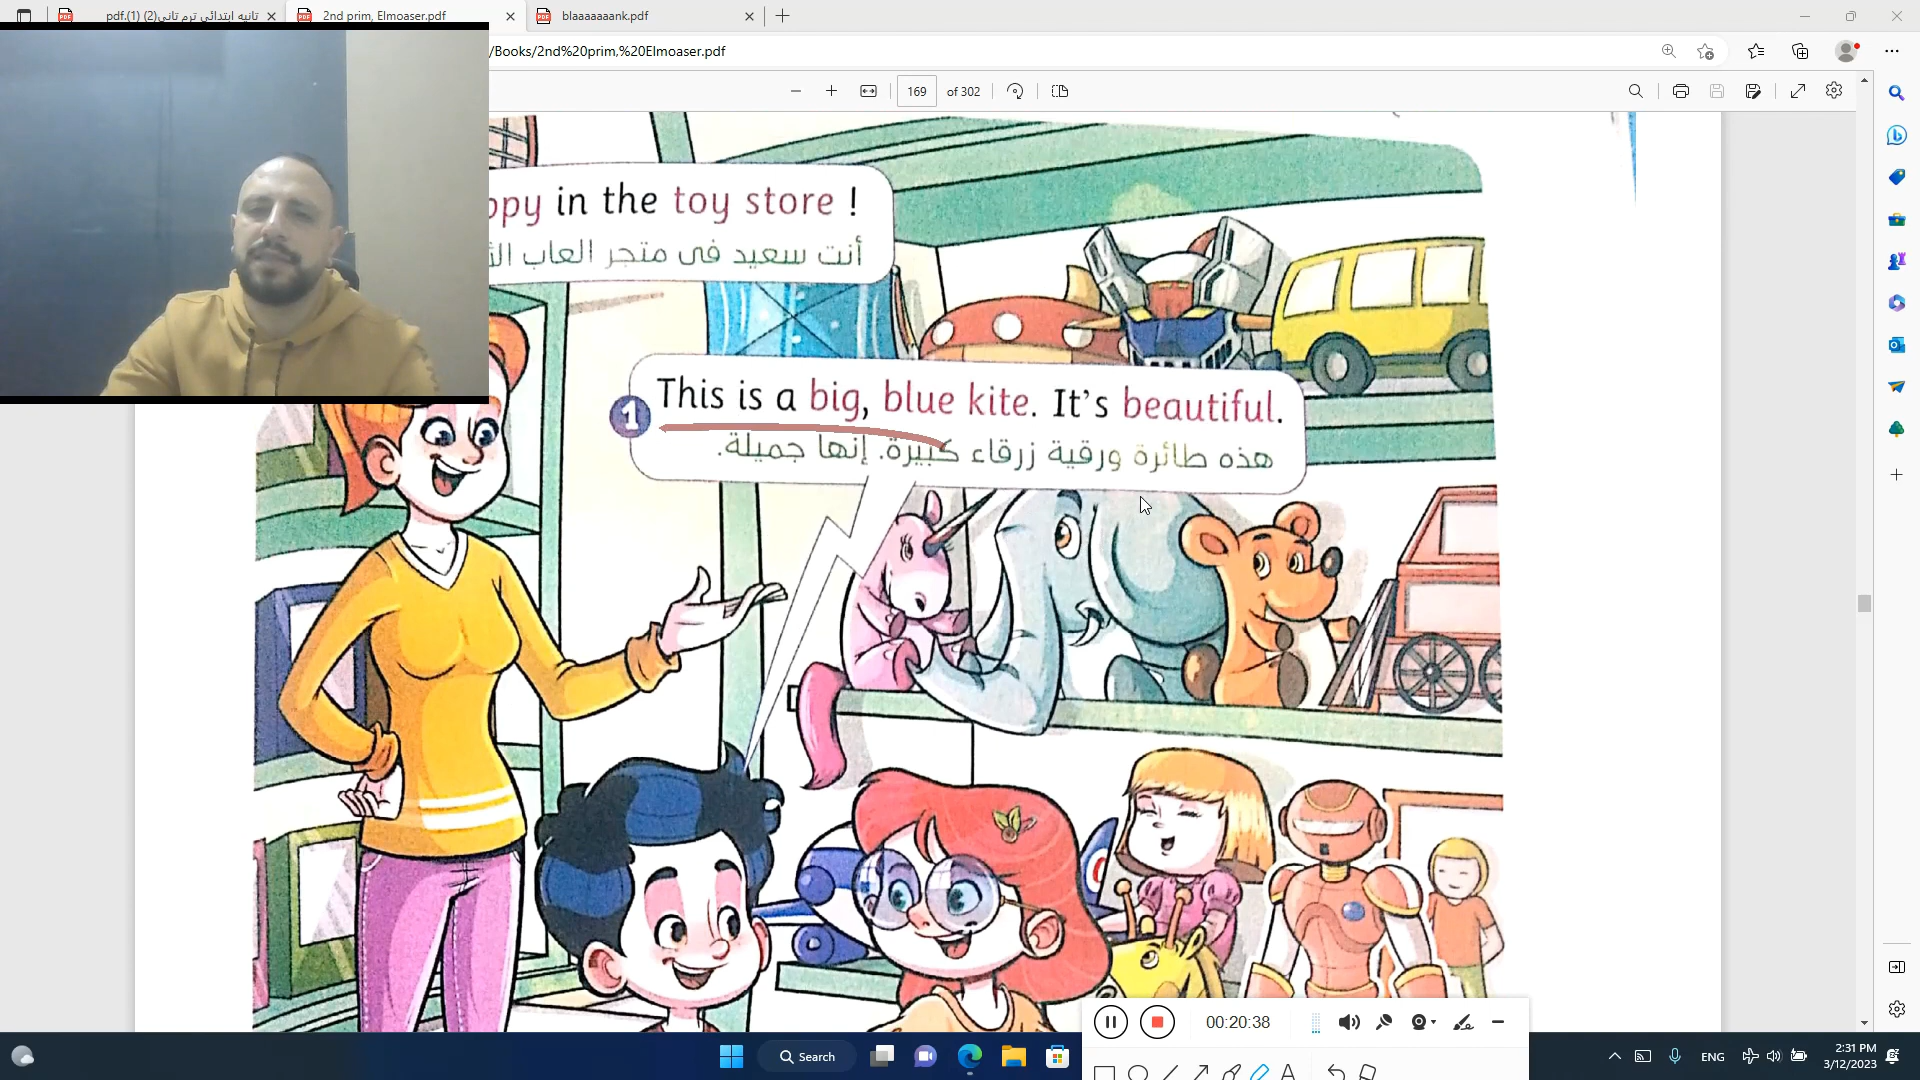 تانيه ابتدائي ترم تاني(2) (1).pdf
2nd prim, Elmoaser.pdf
blaaaaaaank.pdf
/Books/2nd%20prim,%20Elmoaser.pdf
169 of 302
in the toy store !
أنت سعيد فى متجر العاب
1
This is a big, blue kite. It's beautiful.
هذه طائرة ورقية زرقاء كبيرة. إنها جميلة.
00:20:38
Search
ENG
2:31 PM
3/12/2023